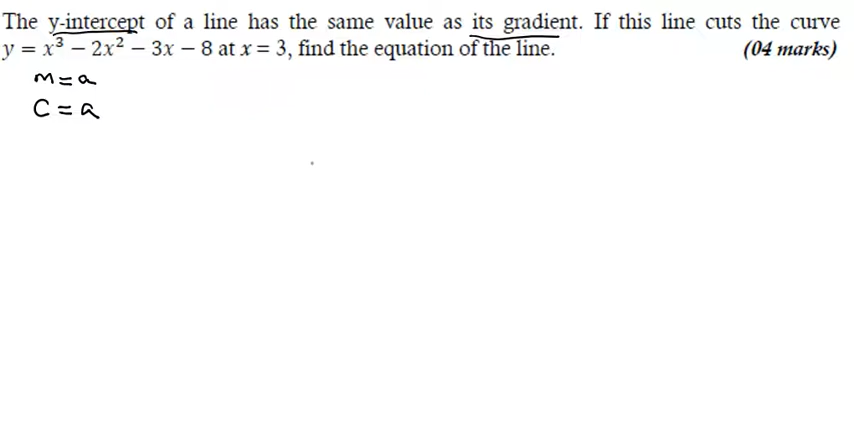 The y-intercept of a line has the same value as its gradient. If this line cuts the curve
y = x³ − 2x² − 3x − 8 at x = 3, find the equation of the line. (04 marks)
m = a
C = a